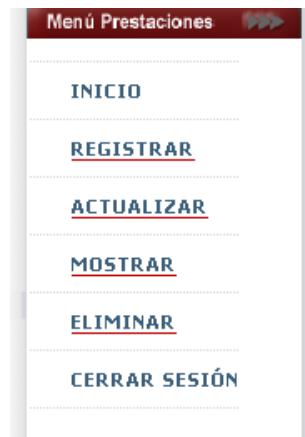 Menú Prestaciones
INICIO
REGISTRAR
ACTUALIZAR
MOSTRAR
ELIMINAR
CERRAR SESIÓN